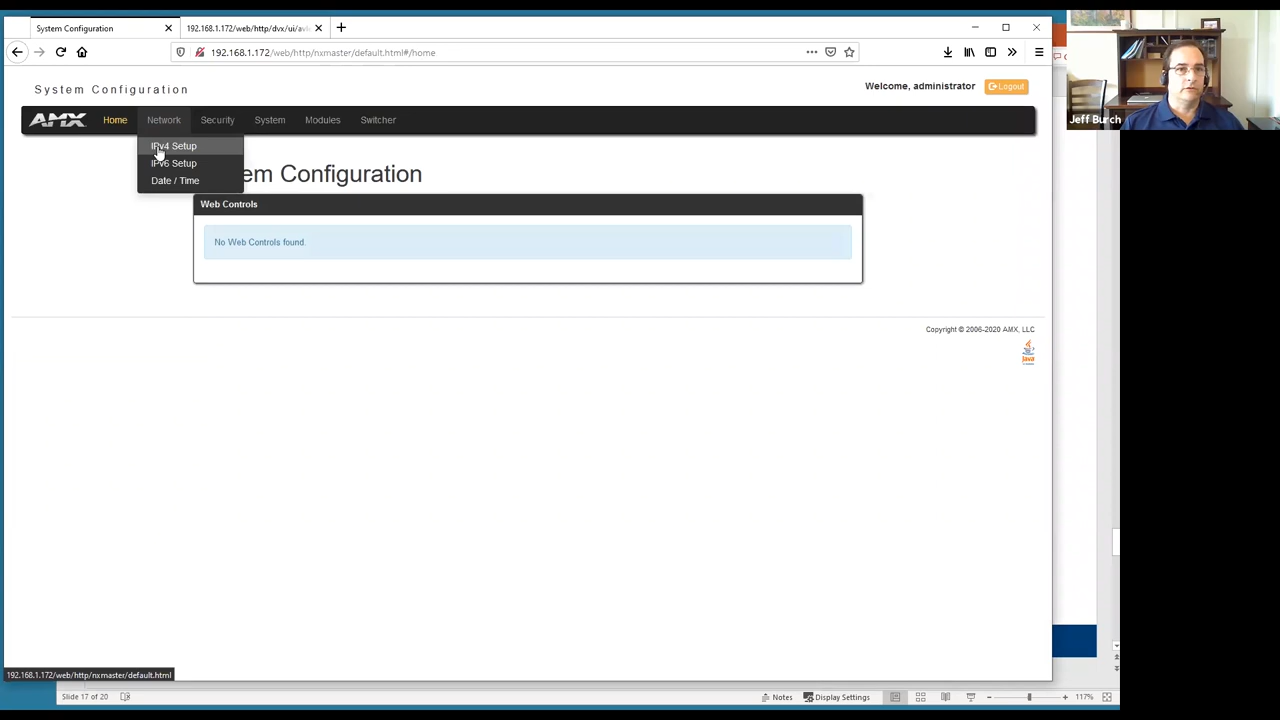 System Configuration
192.168.1.172/web/http/dvx/ui/av
192.168.1.172/web/http/nxmaster/default.html#/home
System Configuration
Welcome, administrator
Logout
AMX
Home
Network
Security
System
Modules
Switcher
IPv4 Setup
IPv6 Setup
Date / Time
em Configuration
Web Controls
No Web Controls found.
Copyright © 2006-2020 AMX, LLC
Java
192.168.1.172/web/http/nxmaster/default.html
Slide 17 of 20
Notes
Display Settings
117%
Jeff Burch